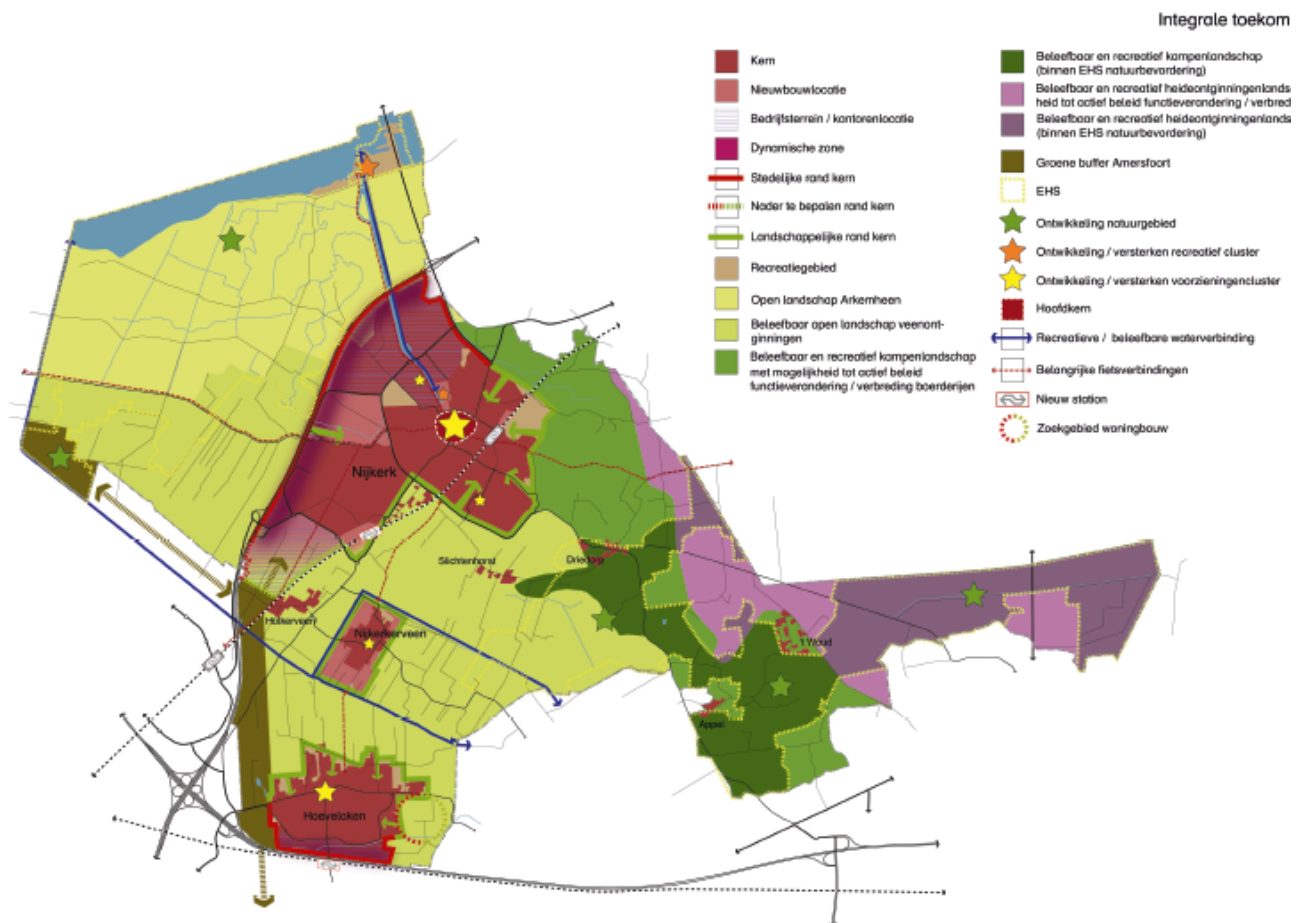 Integrale toekom
Kern
Nieuwbouwlocatie
Bedrijfsterrein / kantorenlocatie
Dynamische zone
Stedelijke rand kern
Nader te bepalen rand kern
Landschappelijke rand kern
Recreatiegebied
Open landschap Arkemheen
Beleefbaar open landschap veenont-
ginningen
Beleefbaar en recreatief kampenlandschap
met mogelijkheid tot actief beleid
functieverandering / verbreding boerderijen
Beleefbaar en recreatief kampenlandschap
(binnen EHS natuurbevordering)
Beleefbaar en recreatief heideontginningenlands
heid tot actief beleid functieverandering / verbred
Beleefbaar en recreatief heideontginningenlands
(binnen EHS natuurbevordering)
Groene buffer Amersfoort
EHS
Ontwikkeling natuurgebied
Ontwikkeling / versterken recreatief cluster
Ontwikkeling / versterken voorzieningencluster
Hoofdkern
Recreatieve / beleefbare waterverbinding
Belangrijke fietsverbindingen
Nieuw station
Zoekgebied woningbouw
Nijkerk
Slichtenhorst
Driedorp
Holkerveen
Nijkerkerveen
't Woud
Appel
Hoevelaken